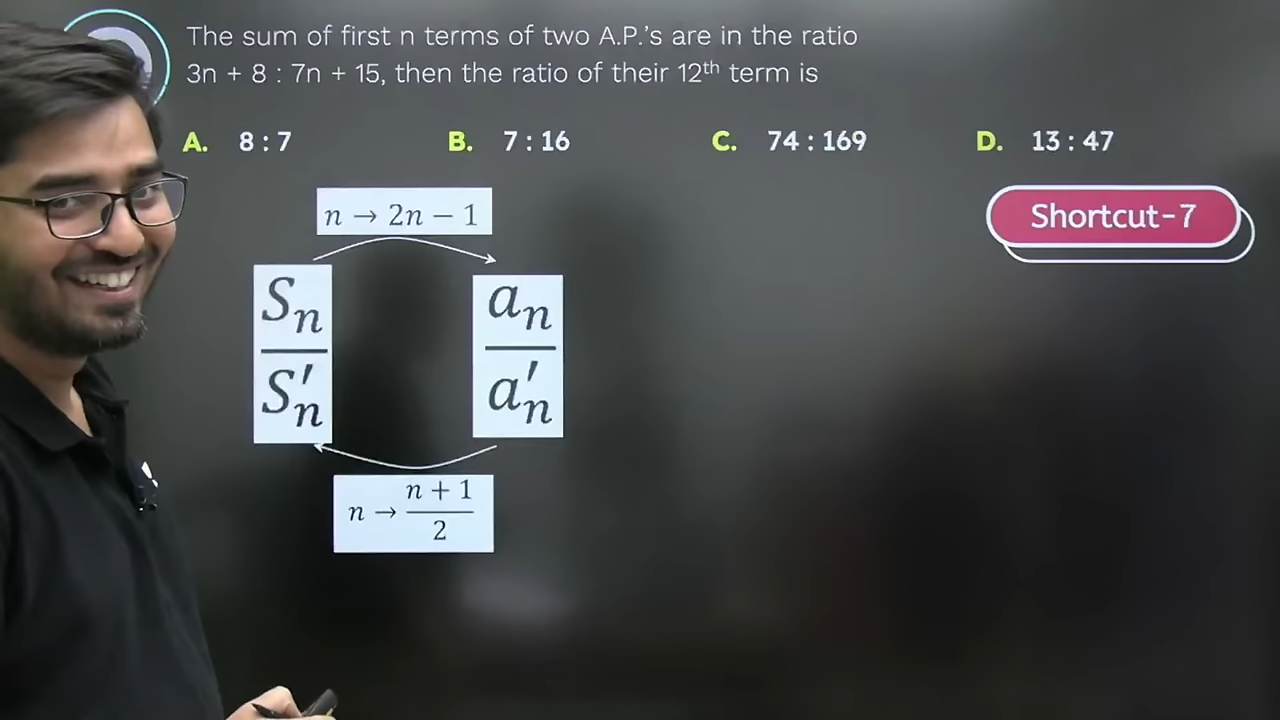 The sum of first n terms of two A.P.'s are in the ratio
3n + 8 : 7n + 15, then the ratio of their 12th term is
A. 8 : 7 B. 7 : 16 C. 74 : 169 D. 13 : 47
Shortcut-7
n → 2n − 1
Sn/S′n
an/a′n
n → (n + 1)/2